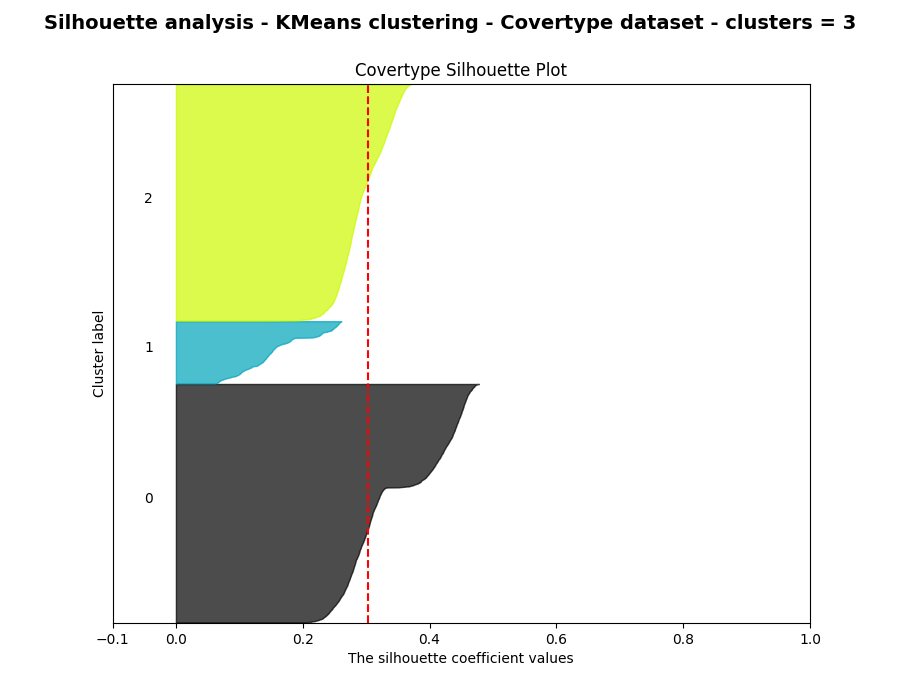 Silhouette analysis - KMeans clustering - Covertype dataset - clusters = 3
Covertype Silhouette Plot
2
1
0
Cluster label
−0.1 0.0 0.2 0.4 0.6 0.8 1.0
The silhouette coefficient values